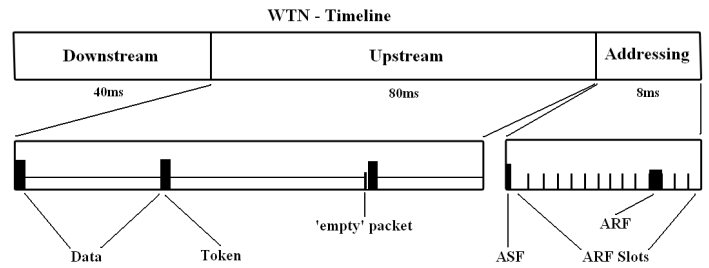 WTN - Timeline
Downstream Upstream Addressing
40ms 80ms 8ms
'empty' packet ARF
Data Token ASF ARF Slots